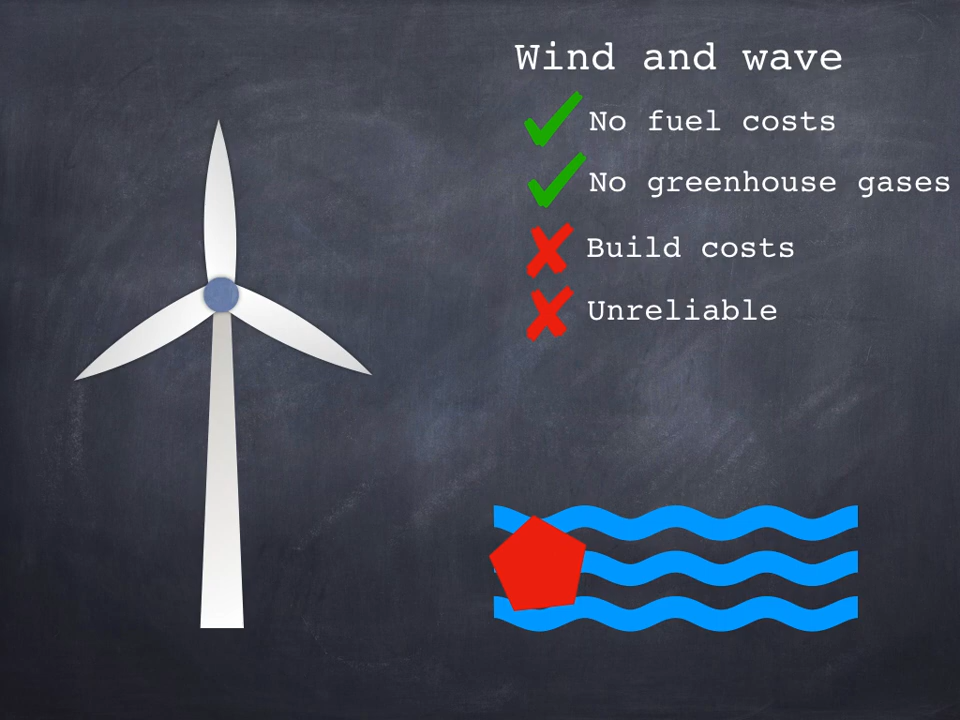 Wind and wave
No fuel costs
No greenhouse gases
Build costs
Unreliable